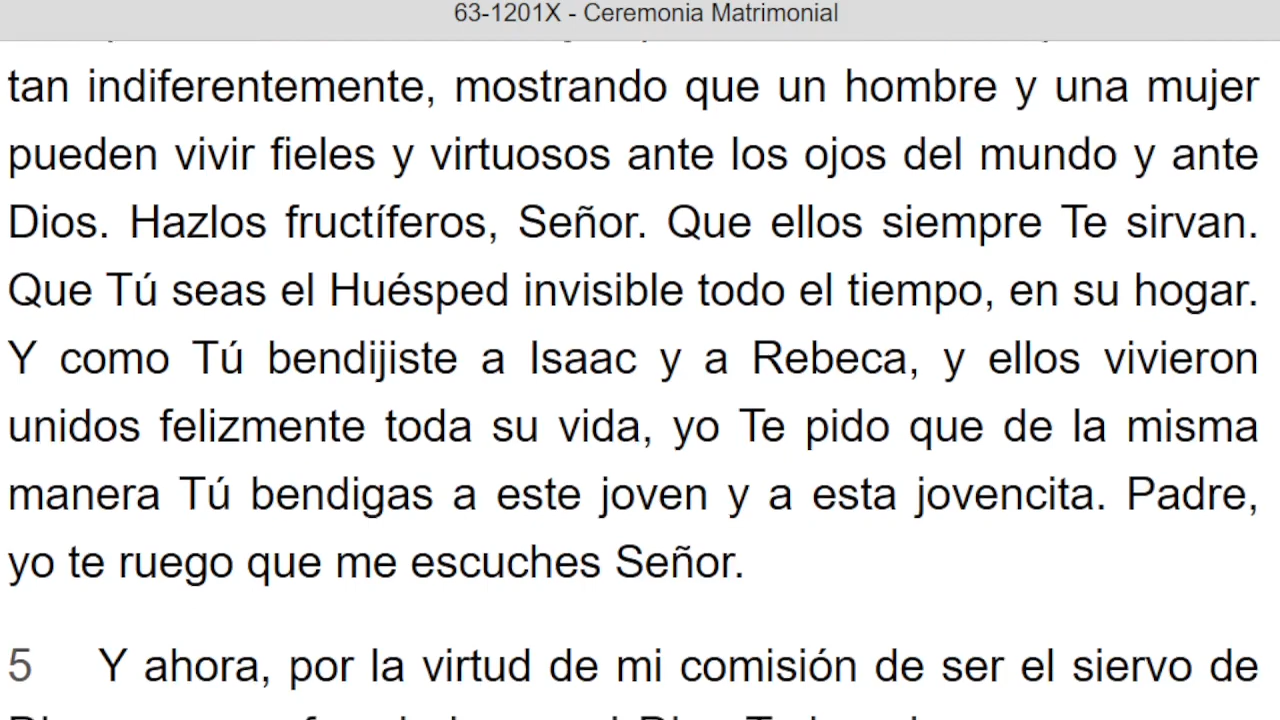 63-1201X - Ceremonia Matrimonial
tan indiferentemente, mostrando que un hombre y una mujer
pueden vivir fieles y virtuosos ante los ojos del mundo y ante
Dios. Hazlos fructíferos, Señor. Que ellos siempre Te sirvan.
Que Tú seas el Huésped invisible todo el tiempo, en su hogar.
Y como Tú bendijiste a Isaac y a Rebeca, y ellos vivieron
unidos felizmente toda su vida, yo Te pido que de la misma
manera Tú bendigas a este joven y a esta jovencita. Padre,
yo te ruego que me escuches Señor.
5 Y ahora, por la virtud de mi comisión de ser el siervo de